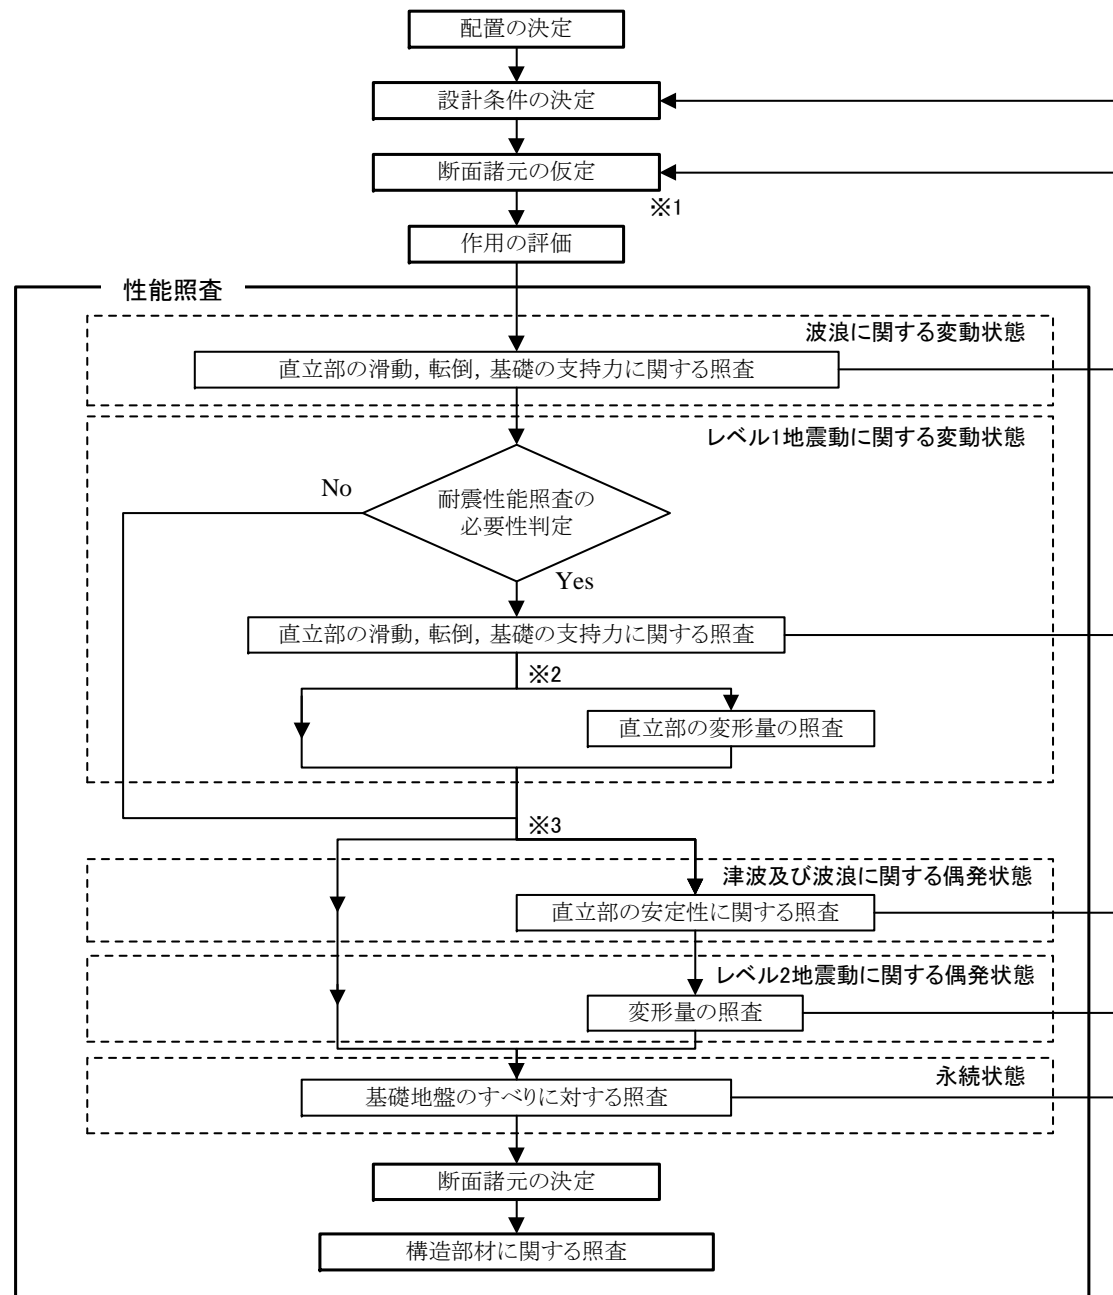 配置の決定
設計条件の決定
断面諸元の仮定
※1
作用の評価
性能照査
波浪に関する変動状態
直立部の滑動，転倒，基礎の支持力に関する照査
レベル1地震動に関する変動状態
No
耐震性能照査の
必要性判定
Yes
直立部の滑動，転倒，基礎の支持力に関する照査
※2
直立部の変形量の照査
※3
津波及び波浪に関する偶発状態
直立部の安定性に関する照査
レベル2地震動に関する偶発状態
変形量の照査
永続状態
基礎地盤のすべりに対する照査
断面諸元の決定
構造部材に関する照査